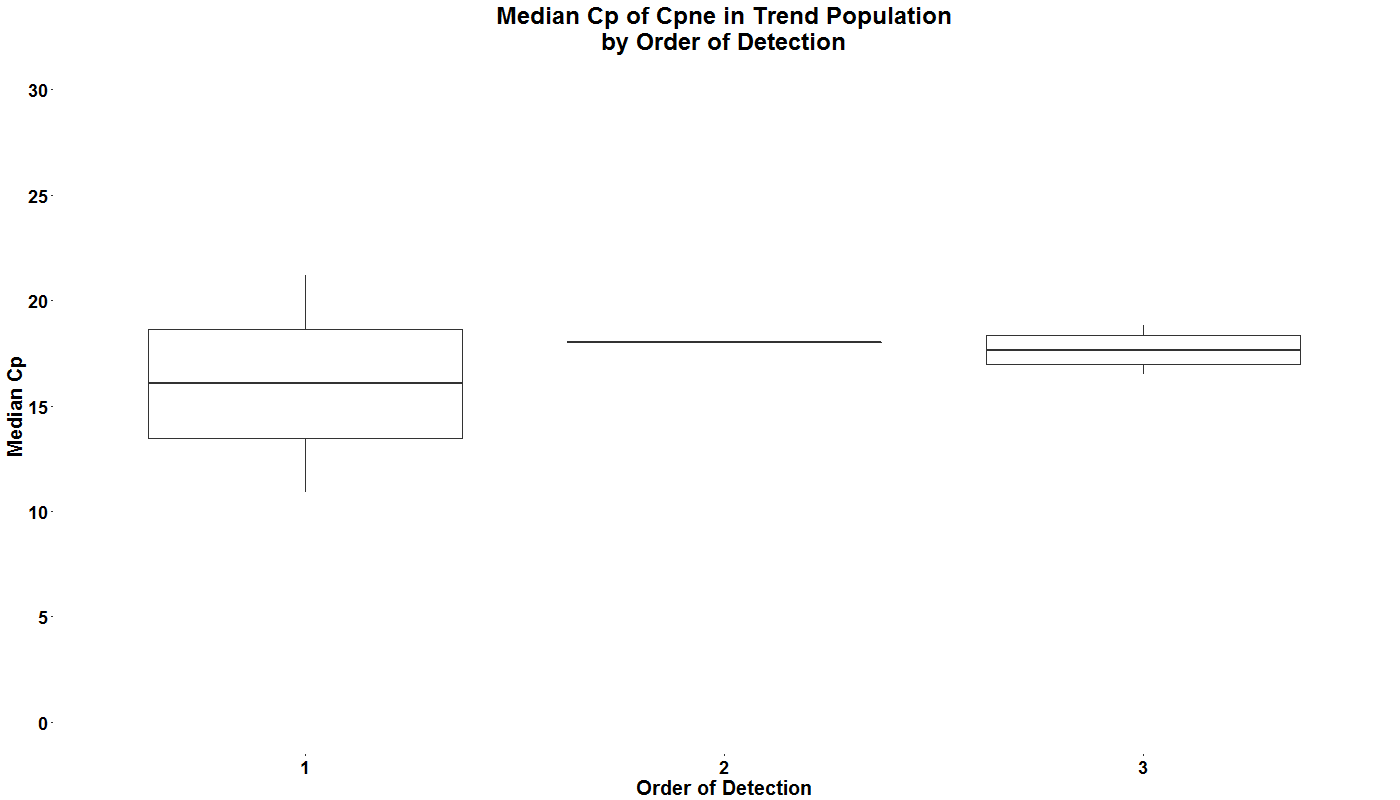 Median Cp of Cpne in Trend Population
by Order of Detection
30
25
20
15
10
5
0
Median Cp
1
2
3
Order of Detection